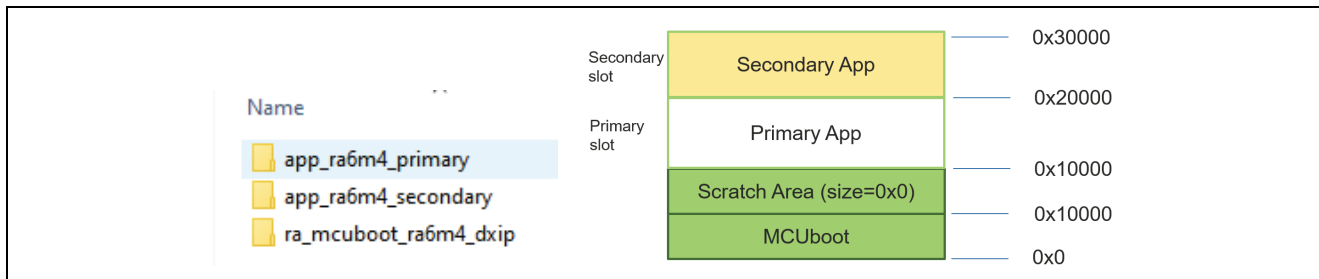 Name
app_ra6m4_primary
app_ra6m4_secondary
ra_mcuboot_ra6m4_dxip
Secondary
slot
Primary
slot
Secondary App
Primary App
Scratch Area (size=0x0)
MCUboot
0x30000
0x20000
0x10000
0x10000
0x0